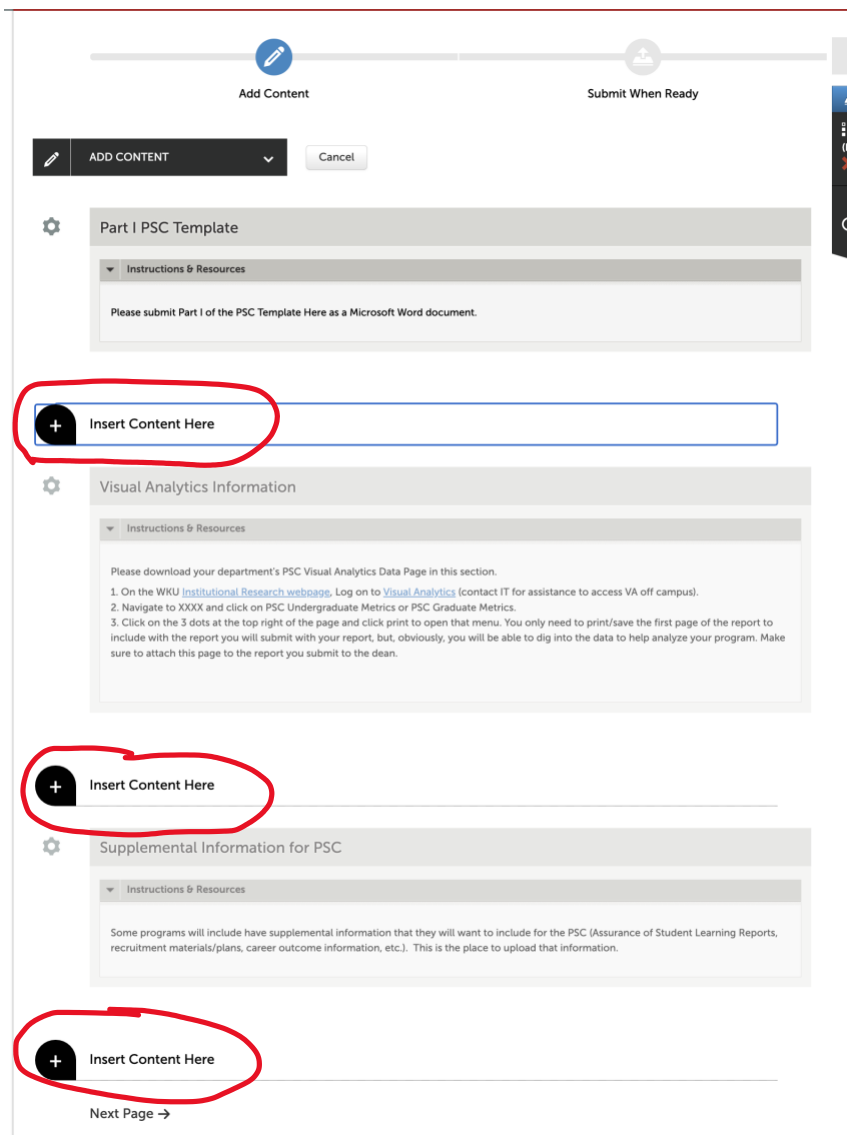 Add Content
Submit When Ready
ADD CONTENT
Cancel
Part I PSC Template
Instructions & Resources
Please submit Part I of the PSC Template Here as a Microsoft Word document.
Insert Content Here
Visual Analytics Information
Instructions & Resources
Please download your department's PSC Visual Analytics Data Page in this section.
1. On the WKU Institutional Research webpage, Log on to Visual Analytics (contact IT for assistance to access VA off campus).
2. Navigate to XXXX and click on PSC Undergraduate Metrics or PSC Graduate Metrics.
3. Click on the 3 dots at the top right of the page and click print to open that menu. You only need to print/save the first page of the report to
include with the report you will submit with your report, but, obviously, you will be able to dig into the data to help analyze your program. Make
sure to attach this page to the report you submit to the dean.
Insert Content Here
Supplemental Information for PSC
Instructions & Resources
Some programs will include have supplemental information that they will want to include for the PSC (Assurance of Student Learning Reports,
recruitment materials/plans, career outcome information, etc.). This is the place to upload that information.
Insert Content Here
Next Page →